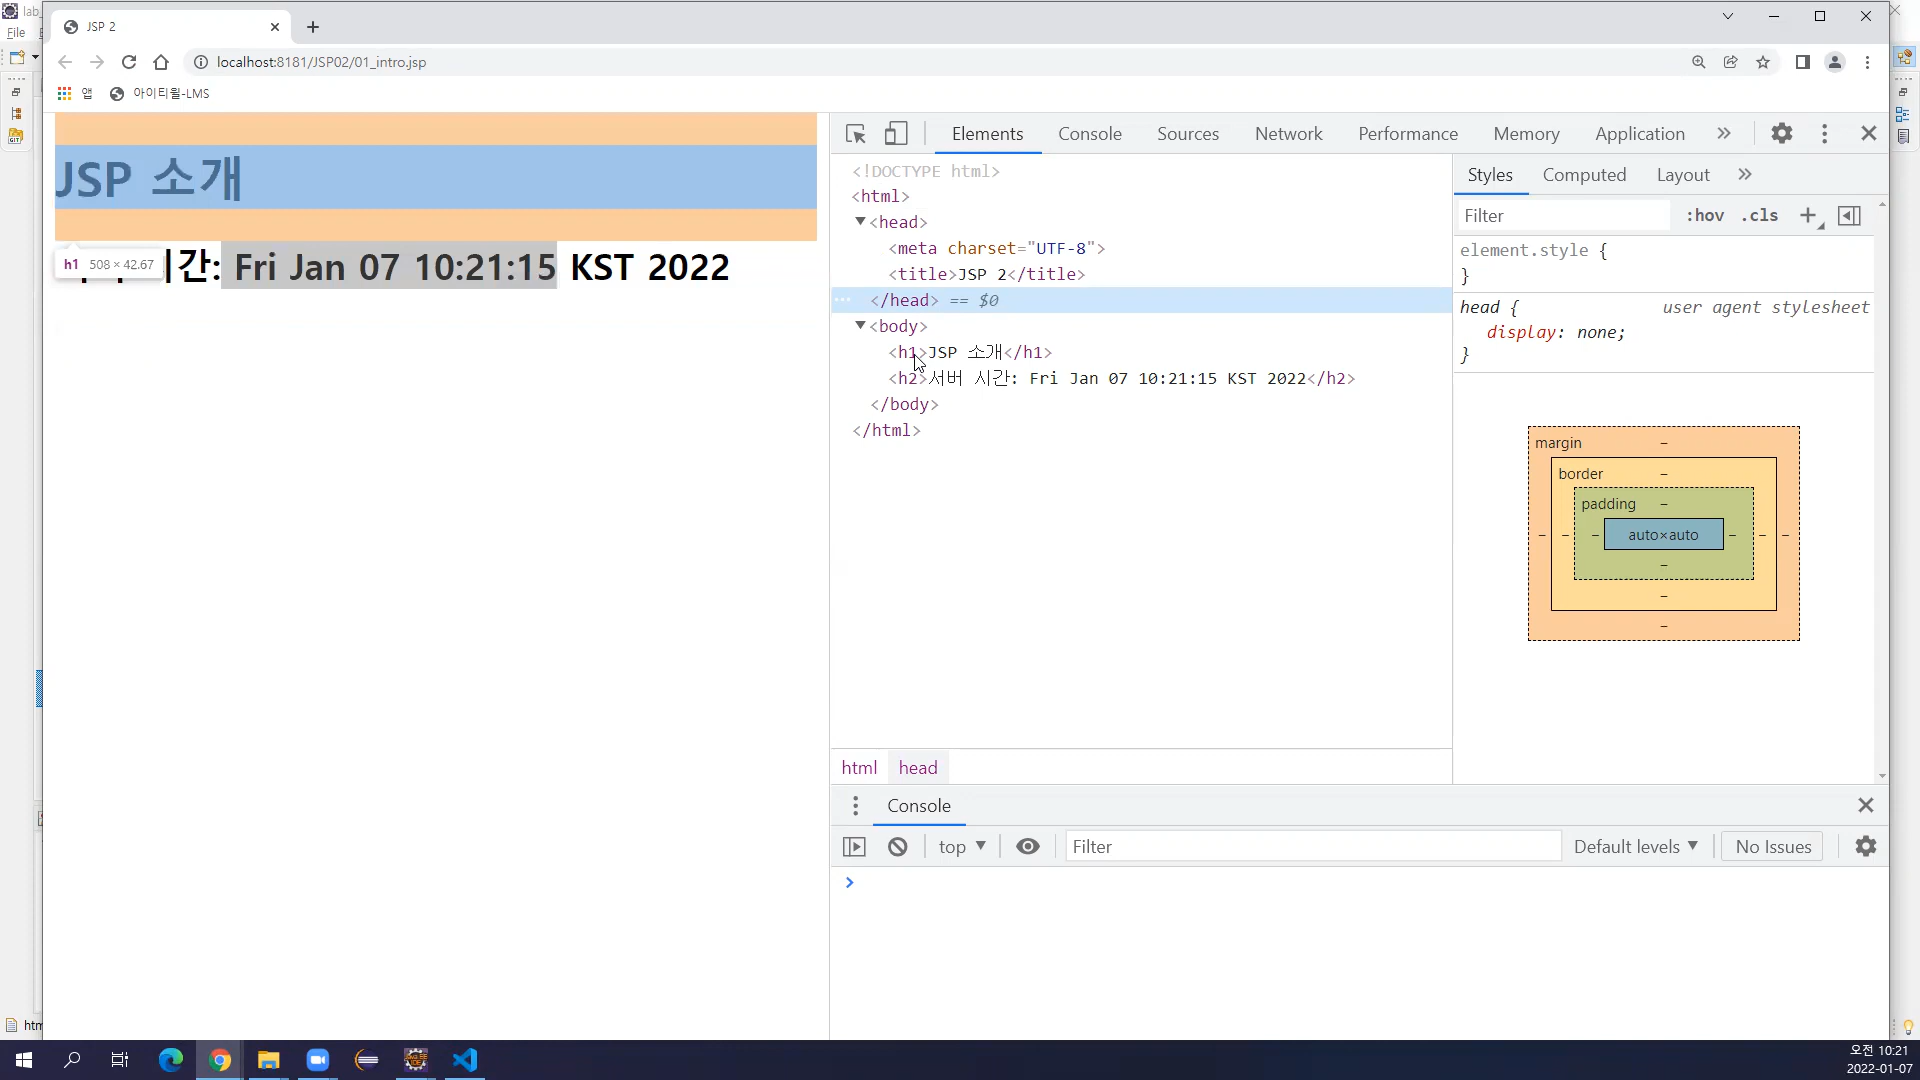 lab_
JSP 2
File
localhost:8181/JSP02/01_intro.jsp
앱
아이티윌-LMS
JSP 소개
h1 508 × 42.67
간: Fri Jan 07 10:21:15 KST 2022
Elements Console Sources Network Performance Memory Application
<!DOCTYPE html>
<html>
<head>
<meta charset="UTF-8">
<title>JSP 2</title>
</head> == $0
<body>
<h1>JSP 소개</h1>
<h2>서버 시간: Fri Jan 07 10:21:15 KST 2022</h2>
</body>
</html>
html head
Styles Computed Layout
Filter :hov .cls
element.style {
}
head { user agent stylesheet
display: none;
}
margin –
border –
padding –
– – – auto×auto – – –
–
–
–
Console
top Filter Default levels No Issues
htm
오전 10:21
2022-01-07